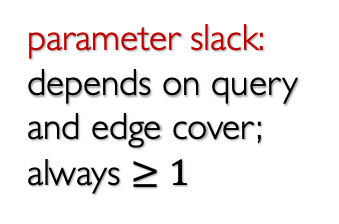 parameter slack:
depends on query
and edge cover;
always ≥ 1